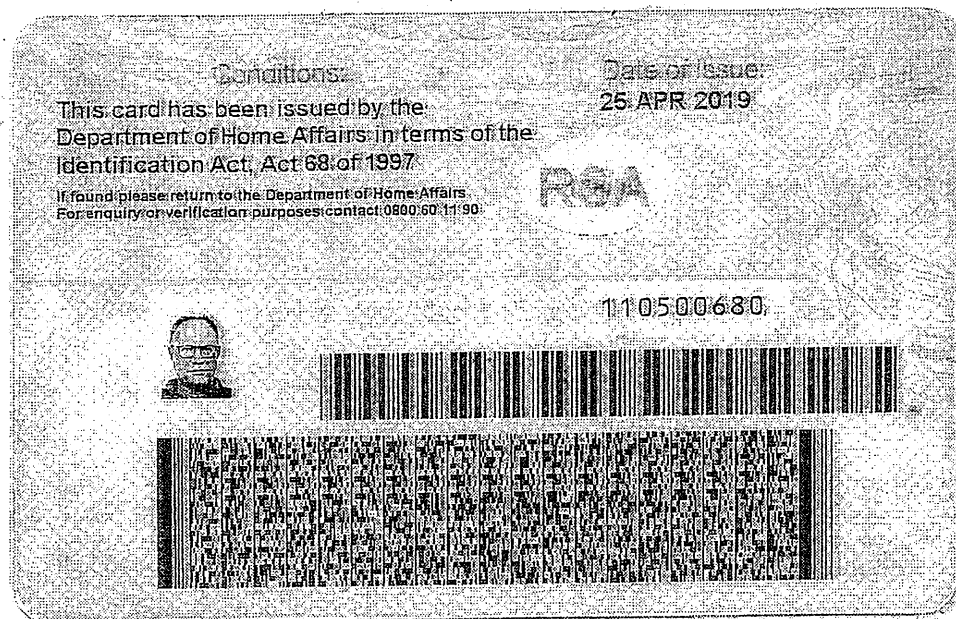 Conditions:
This card has been issued by the
Department of Home Affairs in terms of the
Identification Act, Act 68 of 1997
If found please return to the Department of Home Affairs
For enquiry or verification purposes contact 0800 60 11 90
Date of Issue:
25 APR 2019
RSA
110500680